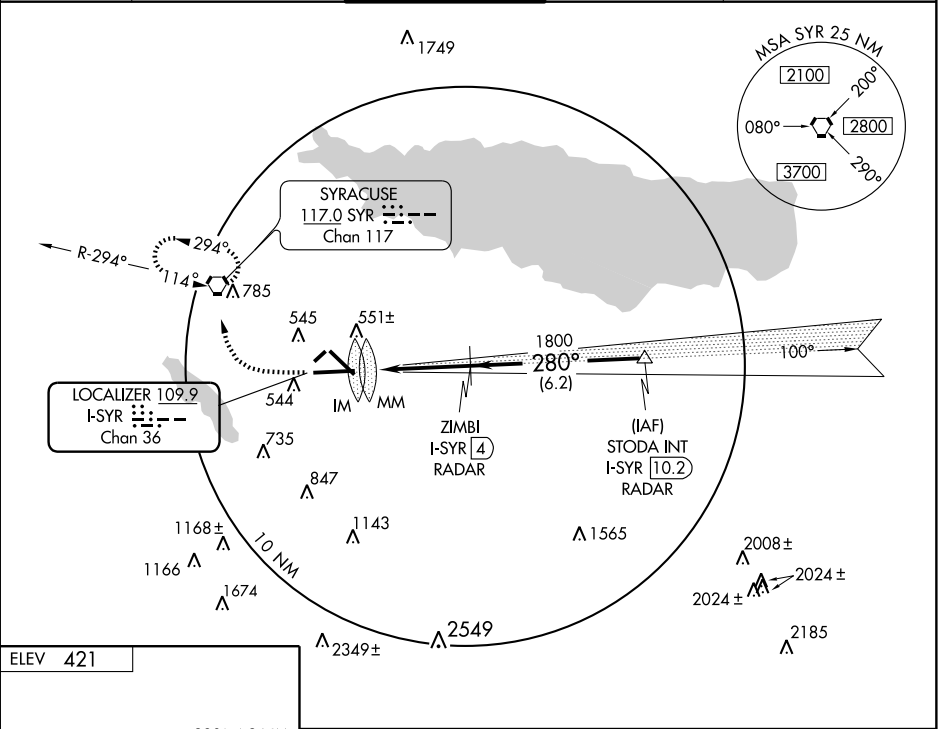 1749
MSA SYR 25 NM
2100
200°
080°
2800
3700
290°
SYRACUSE
117.0 SYR
Chan 117
R-294°
294°
114°
785
545
551±
1800
280°
(6.2)
100°
LOCALIZER 109.9
I-SYR
Chan 36
544
IM
MM
ZIMBI
I-SYR 4
RADAR
(IAF)
STODA INT
I-SYR 10.2
RADAR
735
847
1143
1565
1168±
1166
1674
10 NM
2008±
2024±
2024±
2349±
2549
2185
ELEV 421